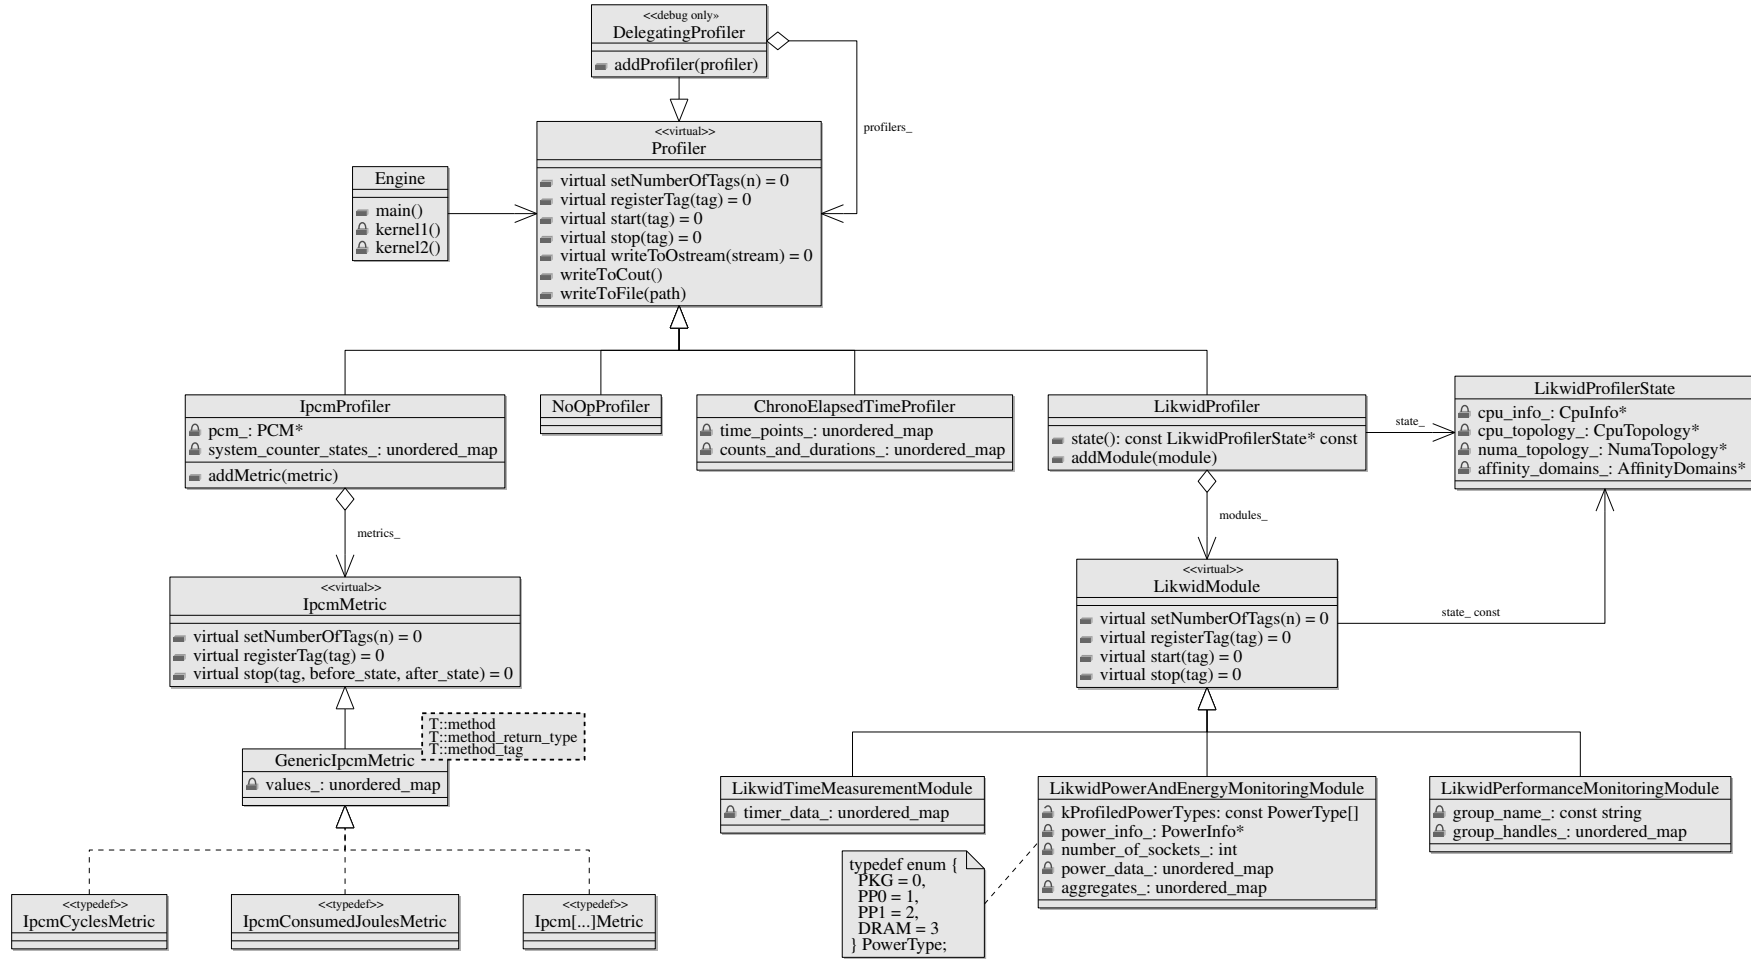 <<debug only»
DelegatingProfiler
addProfiler(profiler)
profilers_
<<virtual>>
Profiler
virtual setNumberOfTags(n) = 0
virtual registerTag(tag) = 0
virtual start(tag) = 0
virtual stop(tag) = 0
virtual writeToOstream(stream) = 0
writeToCout()
writeToFile(path)
Engine
main()
kernel1()
kernel2()
IpcmProfiler
pcm_: PCM*
system_counter_states_: unordered_map
addMetric(metric)
NoOpProfiler
ChronoElapsedTimeProfiler
time_points_: unordered_map
counts_and_durations_: unordered_map
LikwidProfiler
state(): const LikwidProfilerState* const
addModule(module)
state_
LikwidProfilerState
cpu_info_: CpuInfo*
cpu_topology_: CpuTopology*
numa_topology_: NumaTopology*
affinity_domains_: AffinityDomains*
metrics_
modules_
<<virtual>>
IpcmMetric
virtual setNumberOfTags(n) = 0
virtual registerTag(tag) = 0
virtual stop(tag, before_state, after_state) = 0
<<virtual>>
LikwidModule
virtual setNumberOfTags(n) = 0
virtual registerTag(tag) = 0
virtual start(tag) = 0
virtual stop(tag) = 0
state_ const
T::method
T::method_return_type
T::method_tag
GenericIpcmMetric
values_: unordered_map
LikwidTimeMeasurementModule
timer_data_: unordered_map
LikwidPowerAndEnergyMonitoringModule
kProfiledPowerTypes: const PowerType[]
power_info_: PowerInfo*
number_of_sockets_: int
power_data_: unordered_map
aggregates_: unordered_map
LikwidPerformanceMonitoringModule
group_name_: const string
group_handles_: unordered_map
typedef enum {
PKG = 0,
PP0 = 1,
PP1 = 2,
DRAM = 3
} PowerType;
<<typedef>>
IpcmCyclesMetric
<<typedef>>
IpcmConsumedJoulesMetric
<<typedef>>
Ipcm[...]Metric